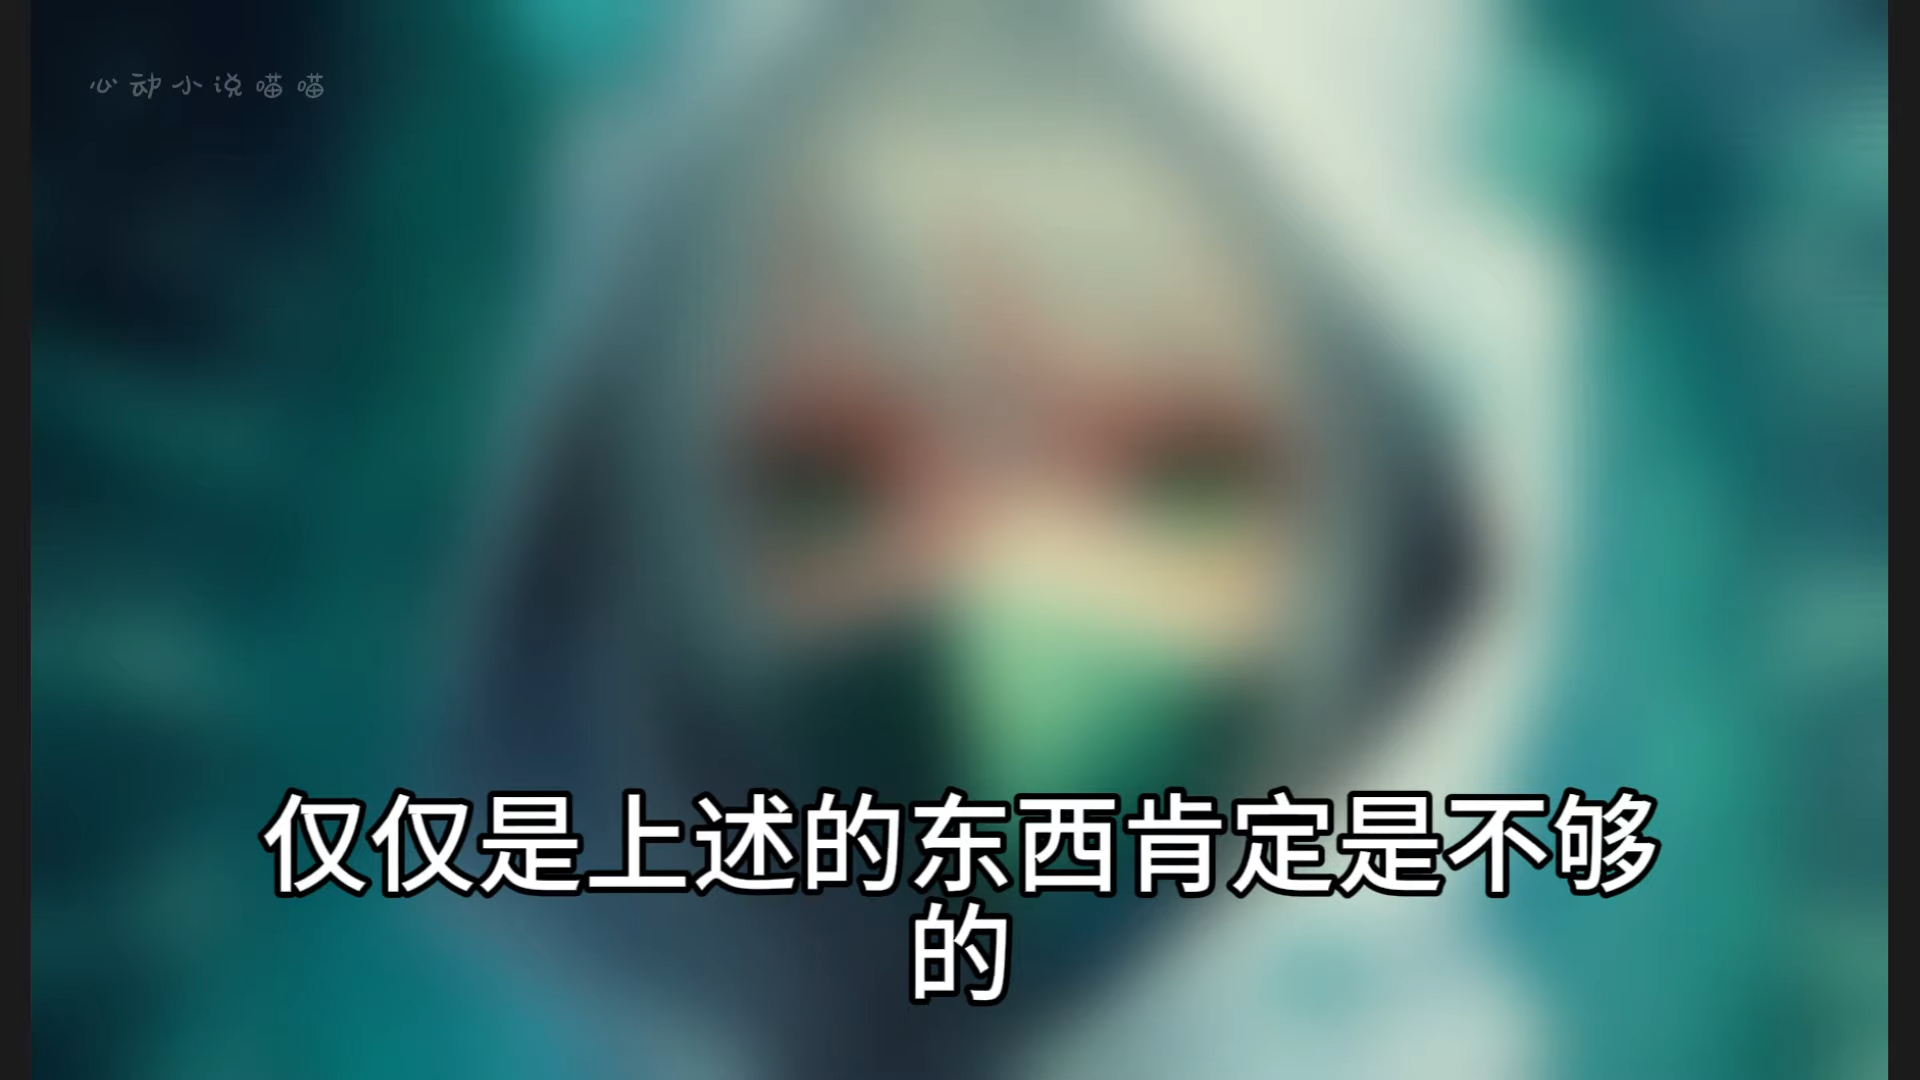 心动小说喵喵
仅仅是上述的东西肯定是不够
的